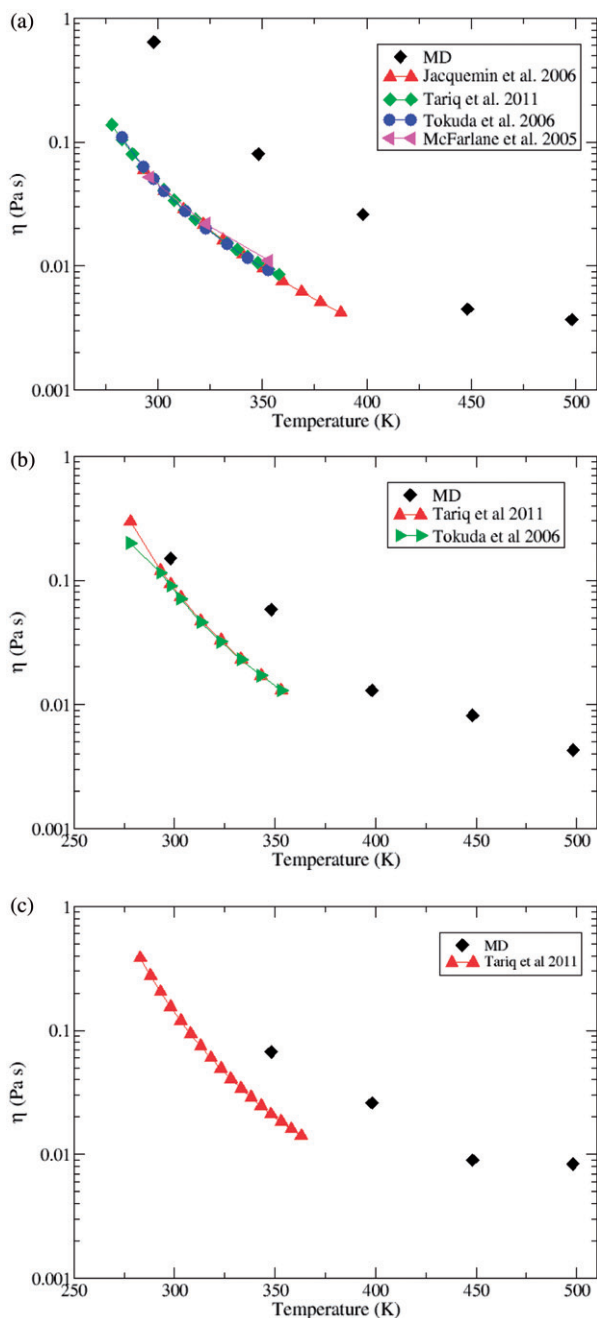 (a)
1
0.1
0.01
0.001
η (Pa s)
MD
Jacquemin et al. 2006
Tariq et al. 2011
Tokuda et al. 2006
McFarlane et al. 2005
300
350
400
450
500
Temperature (K)
(b)
1
0.1
0.01
0.001
η (Pa s)
MD
Tariq et al 2011
Tokuda et al 2006
250
300
350
400
450
500
Temperature (K)
(c)
1
0.1
0.01
0.001
η (Pa s)
MD
Tariq et al 2011
250
300
350
400
450
500
Temperature (K)